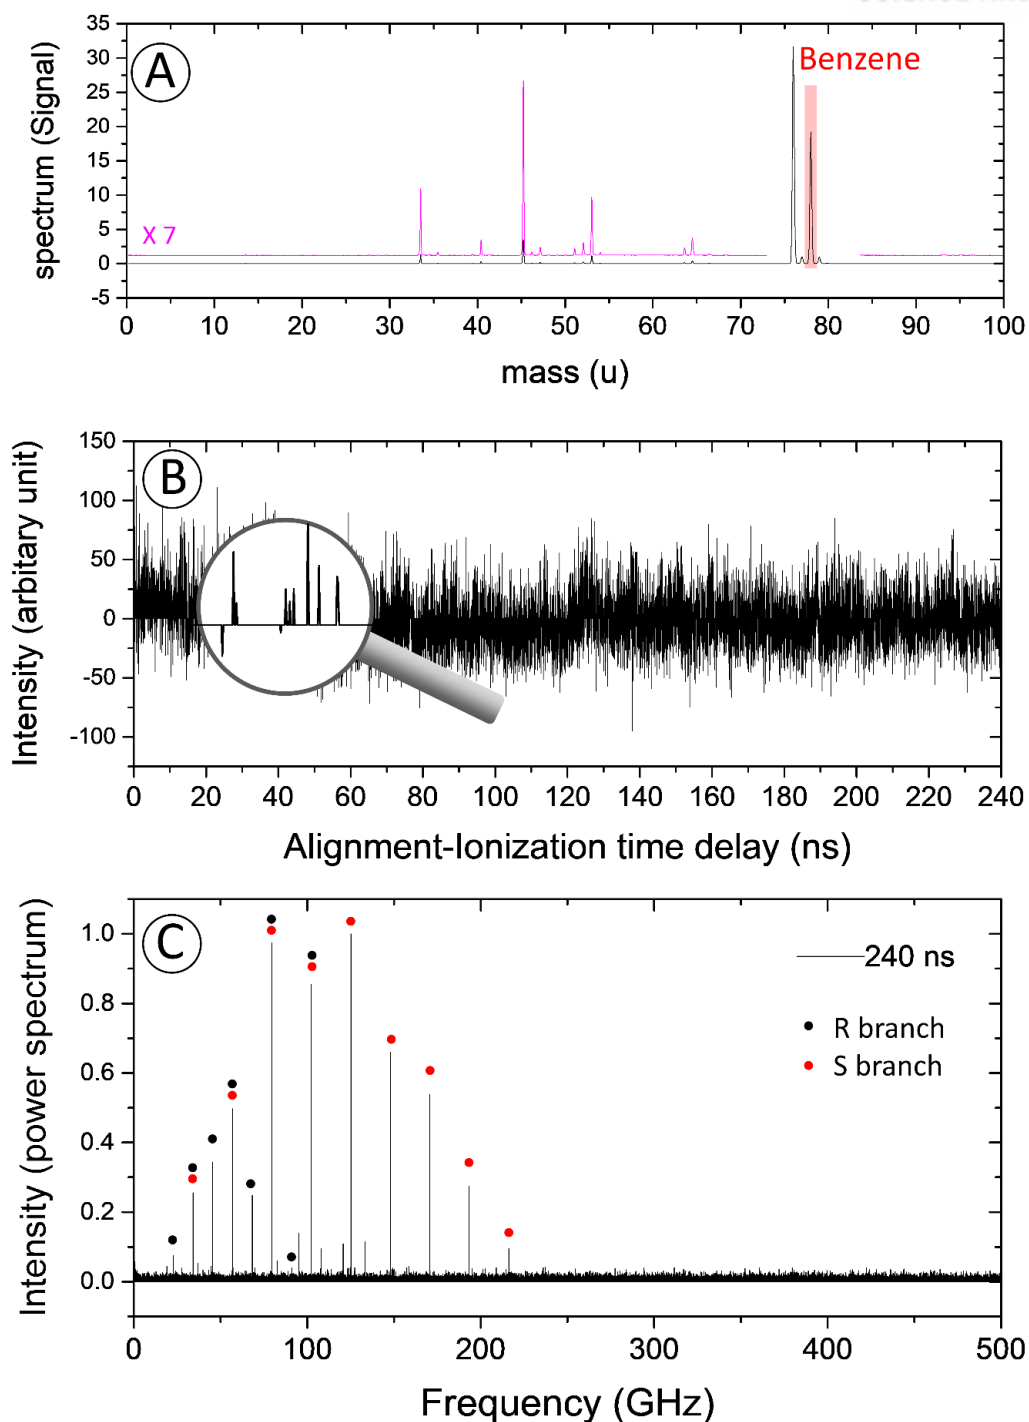 A
Benzene
X 7
spectrum (Signal)
35
30
25
20
15
10
5
0
-5
0 10 20 30 40 50 60 70 80 90 100
mass (u)
B
Intensity (arbitary unit)
150
100
50
0
-50
-100
0 20 40 60 80 100 120 140 160 180 200 220 240
Alignment-Ionization time delay (ns)
C
Intensity (power spectrum)
1.0
0.8
0.6
0.4
0.2
0.0
240 ns
R branch
S branch
0 100 200 300 400 500
Frequency (GHz)